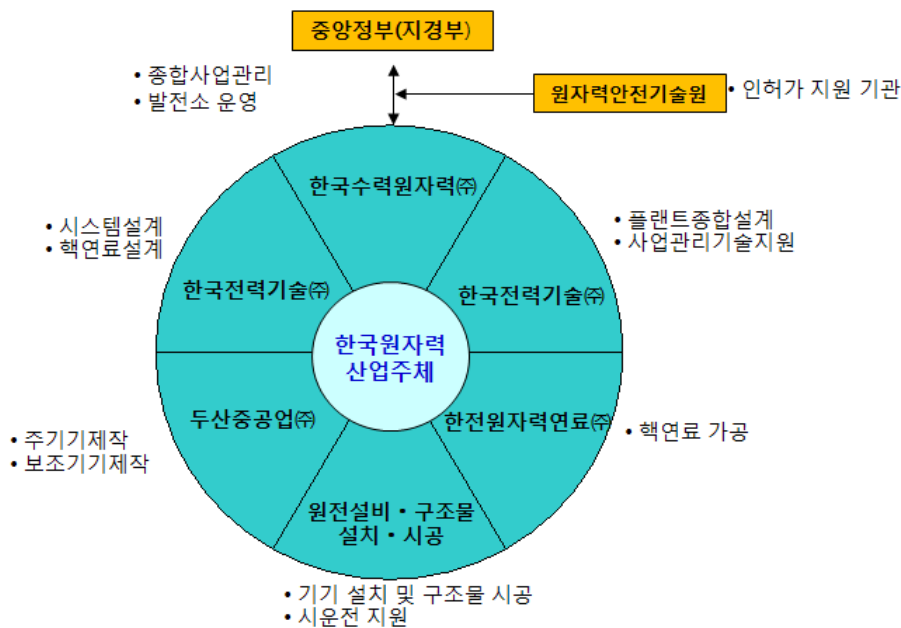 중앙정부(지경부)
• 종합사업관리
• 발전소 운영
원자력안전기술원
• 인허가 지원 기관
한국수력원자력㈜
• 시스템설계
• 핵연료설계
• 플랜트종합설계
• 사업관리기술지원
한국전력기술㈜
한국전력기술㈜
한국원자력
산업주체
두산중공업㈜
한전원자력연료㈜
• 주기기제작
• 보조기기제작
• 핵연료 가공
원전설비・구조물
설치・시공
• 기기 설치 및 구조물 시공
• 시운전 지원